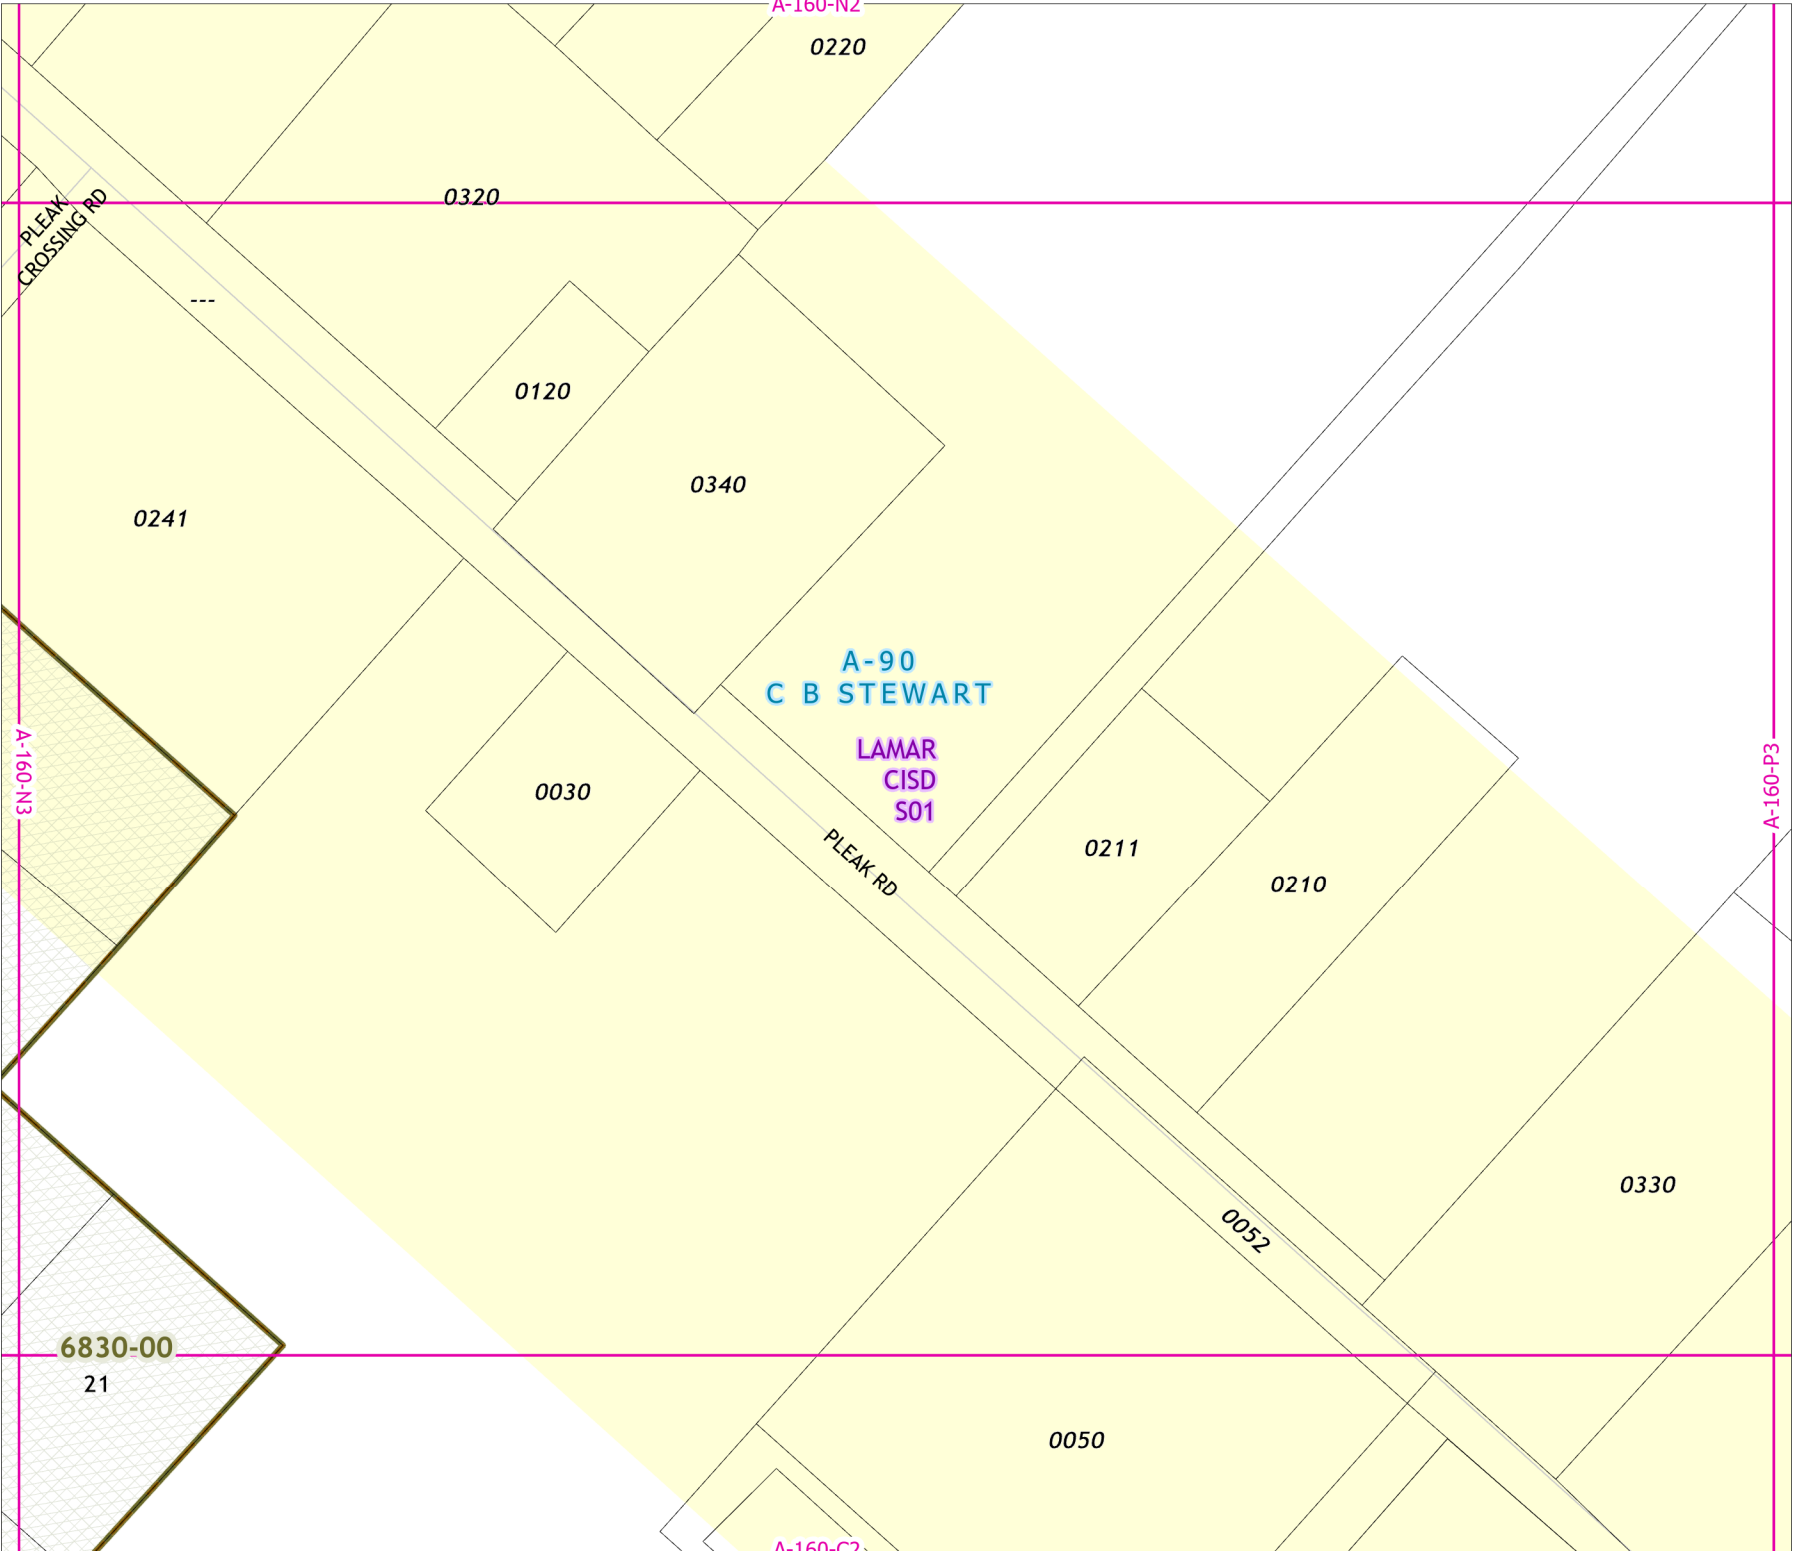 A-160-N2
0220
0320
PLEAK
CROSSING RD
---
0120
0340
0241
A-90
C B STEWART
LAMAR
CISD
S01
A-160-N3
A-160-P3
0030
PLEAK RD
0211
0210
0330
0052
6830-00
21
0050
A-160-C2